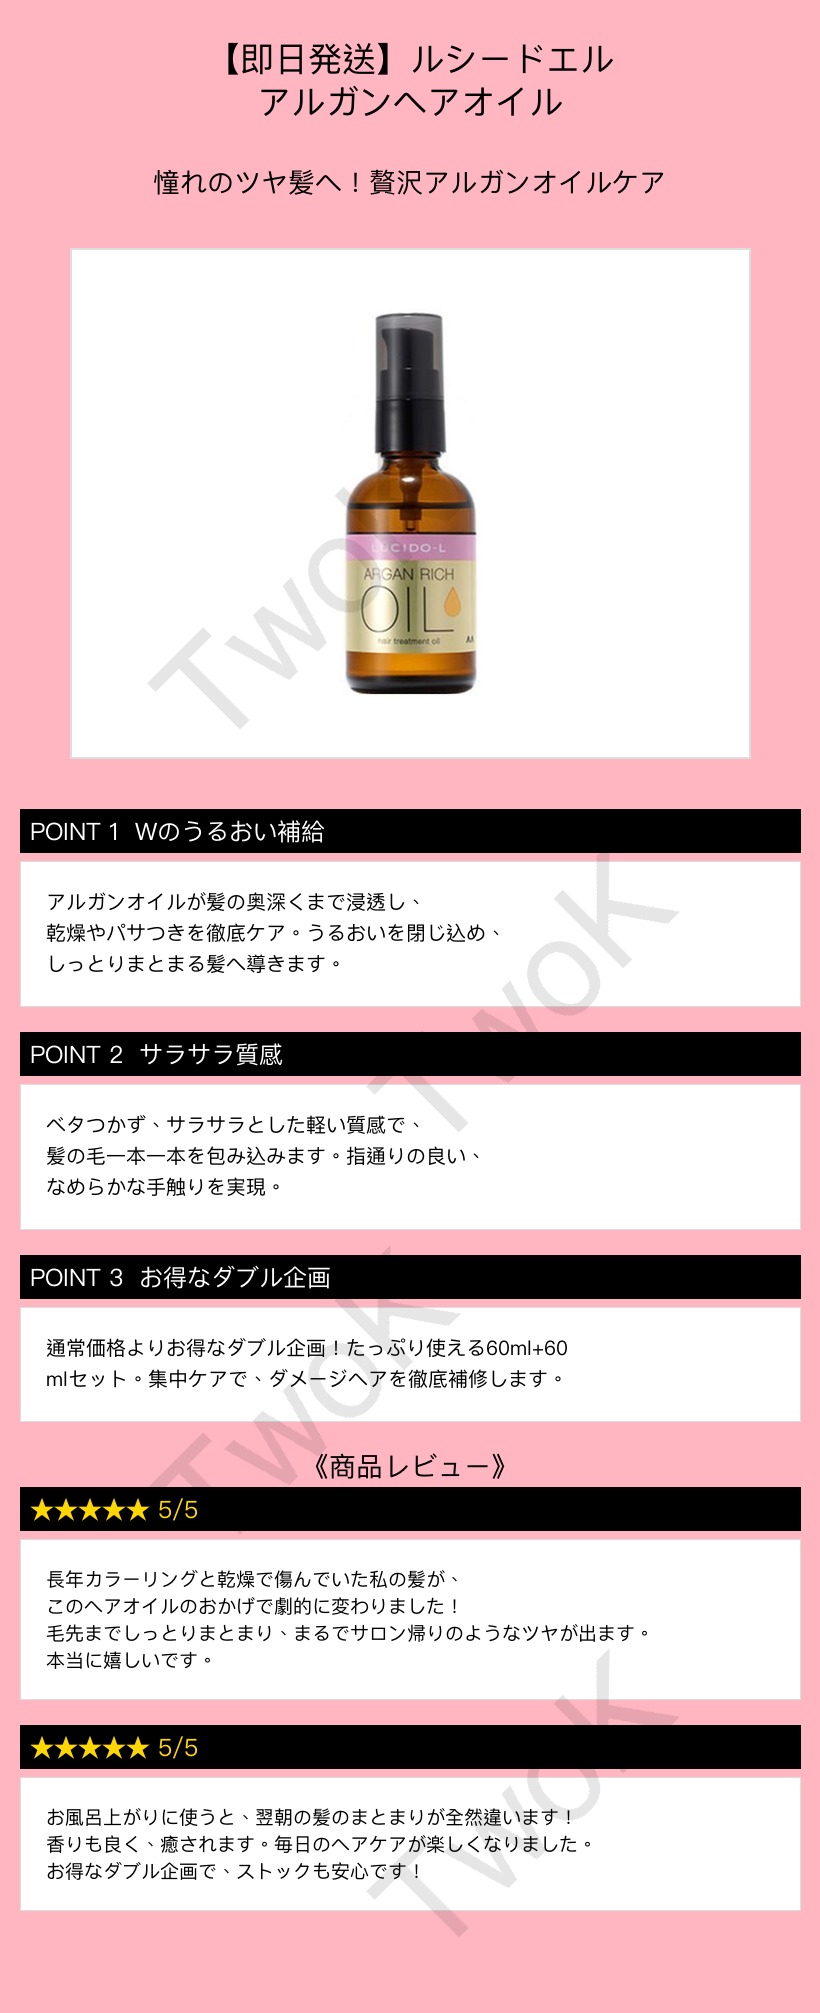 【即日発送】ルシードエル
アルガンヘアオイル
憧れのツヤ髪へ！贅沢アルガンオイルケア
LUCIDO-L
ARGAN RICH
OIL
hair treatment oil
TwoK
POINT 1 Wのうるおい補給
アルガンオイルが髪の奥深くまで浸透し、
乾燥やパサつきを徹底ケア。うるおいを閉じ込め、
しっとりまとまる髪へ導きます。
TwoK
POINT 2 サラサラ質感
ベタつかず、サラサラとした軽い質感で、
髪の毛一本一本を包み込みます。指通りの良い、
なめらかな手触りを実現。
POINT 3 お得なダブル企画
通常価格よりお得なダブル企画！たっぷり使える60ml+60
mlセット。集中ケアで、ダメージヘアを徹底補修します。
TwoK
《商品レビュー》
★★★★★ 5/5
長年カラーリングと乾燥で傷んでいた私の髪が、
このヘアオイルのおかげで劇的に変わりました！
毛先までしっとりまとまり、まるでサロン帰りのようなツヤが出ます。
本当に嬉しいです。
★★★★★ 5/5
お風呂上がりに使うと、翌朝の髪のまとまりが全然違います！
香りも良く、癒されます。毎日のヘアケアが楽しくなりました。
お得なダブル企画で、ストックも安心です！
TwoK